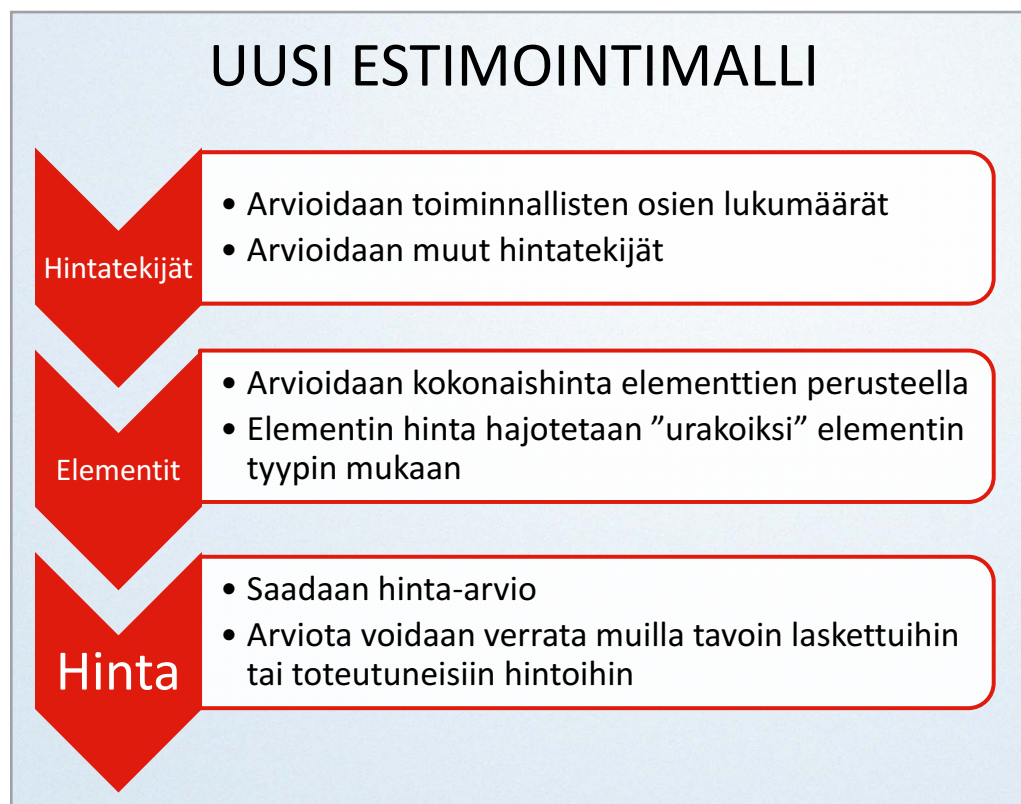 UUSI ESTIMOINTIMALLI
Hintatekijät
• Arvioidaan toiminnallisten osien lukumäärät
• Arvioidaan muut hintatekijät
Elementit
• Arvioidaan kokonaishinta elementtien perusteella
• Elementin hinta hajotetaan ”urakoiksi” elementin
tyypin mukaan
Hinta
• Saadaan hinta-arvio
• Arviota voidaan verrata muilla tavoin laskettuihin
tai toteutuneisiin hintoihin